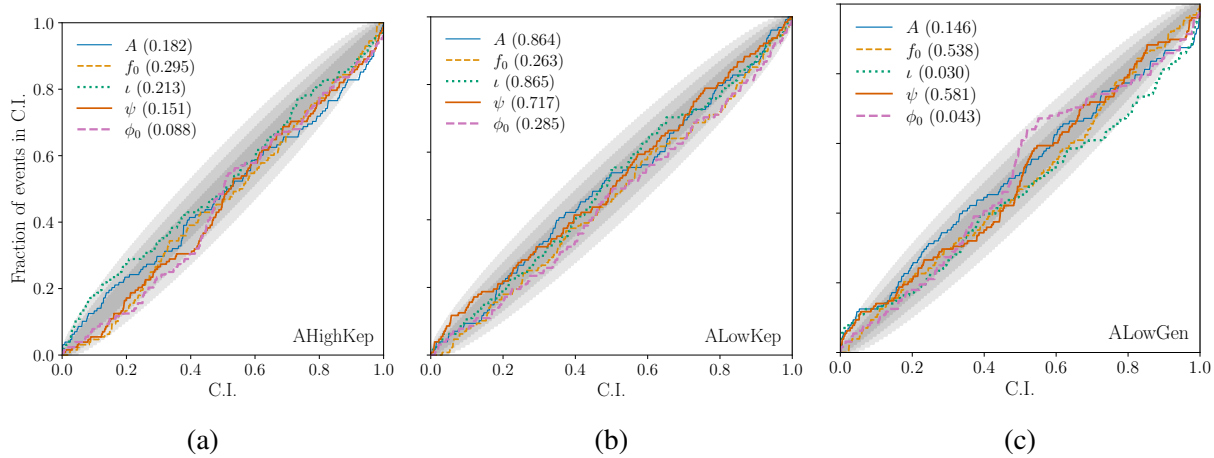 Fraction of events in C.I.
1.0
0.8
0.6
0.4
0.2
0.0
A (0.182)
f₀ (0.295)
ι (0.213)
ψ (0.151)
ϕ₀ (0.088)
AHighKep
0.0 0.2 0.4 0.6 0.8 1.0
C.I.
(a)
A (0.864)
f₀ (0.263)
ι (0.865)
ψ (0.717)
ϕ₀ (0.285)
ALowKep
0.0 0.2 0.4 0.6 0.8 1.0
C.I.
(b)
A (0.146)
f₀ (0.538)
ι (0.030)
ψ (0.581)
ϕ₀ (0.043)
ALowGen
0.0 0.2 0.4 0.6 0.8 1.0
C.I.
(c)